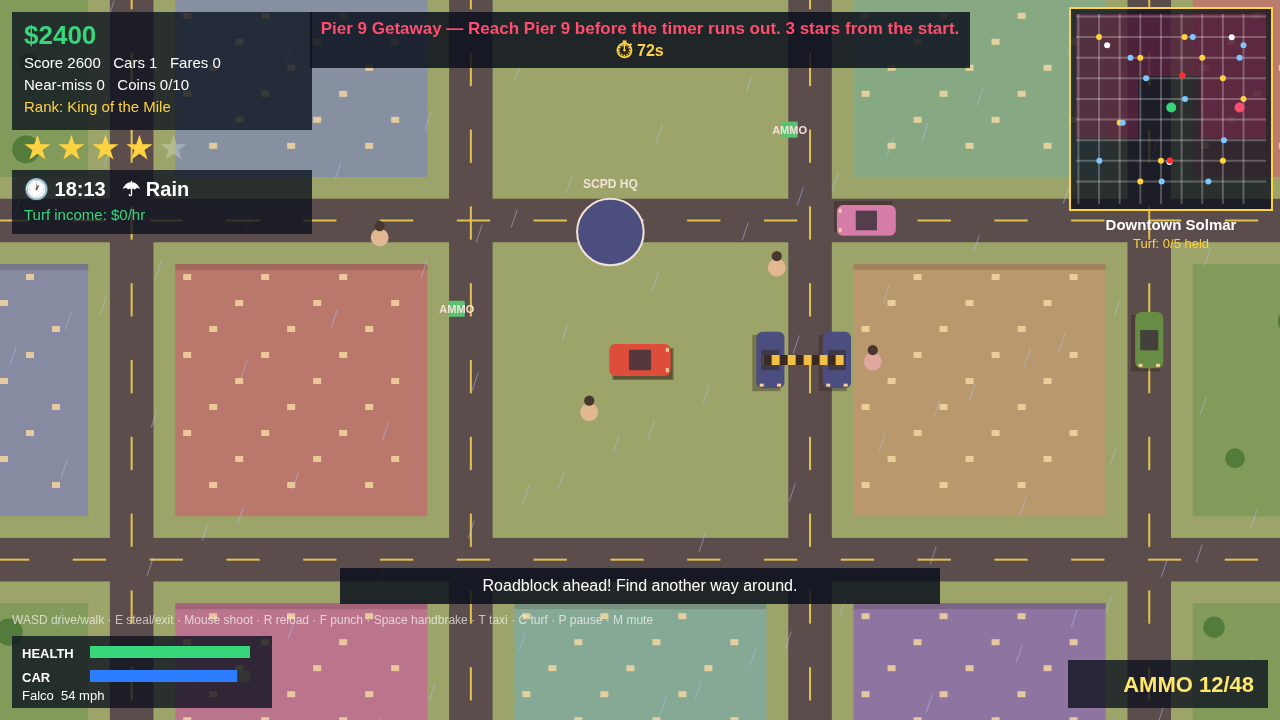 $2400
Score 2600 Cars 1 Fares 0
Near-miss 0 Coins 0/10
Rank: King of the Mile
Pier 9 Getaway — Reach Pier 9 before the timer runs out. 3 stars from the start.
⏱ 72s
★★★★★
🕐 18:13 ☂ Rain
Turf income: $0/hr
AMMO
SCPD HQ
Downtown Solmar
Turf: 0/5 held
AMMO
Roadblock ahead! Find another way around.
WASD drive/walk · E steal/exit · Mouse shoot · R reload · F punch · Space handbrake · T taxi · C turf · P pause · M mute
HEALTH
CAR
Falco 54 mph
AMMO 12/48